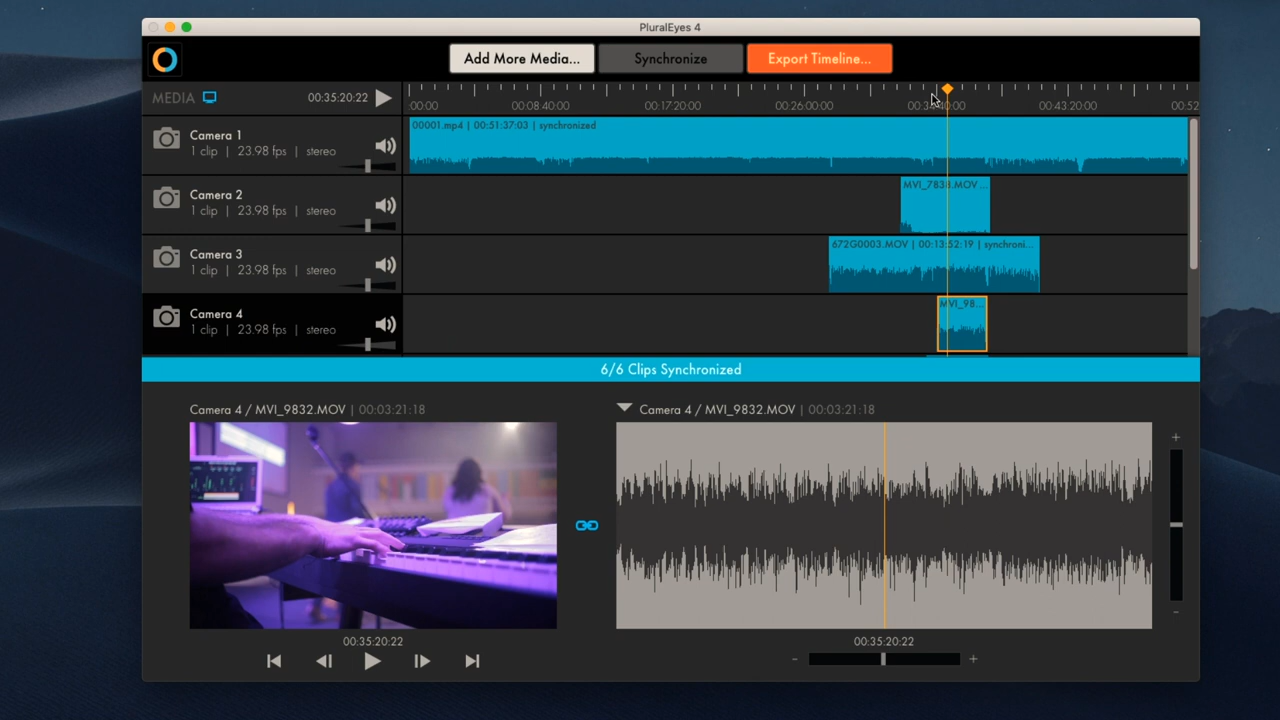 PluralEyes 4
Add More Media...
Synchronize
Export Timeline...
MEDIA
00:35:20:22
:00:00
00:08:40:00
00:17:20:00
00:26:00:00
00:43:20:00
00:52
Camera 1
1 clip | 23.98 fps | stereo
00001.mp4 | 00:51:37:03 | synchronized
Camera 2
1 clip | 23.98 fps | stereo
MVI_7838.MOV ...
Camera 3
1 clip | 23.98 fps | stereo
672G0003.MOV | 00:13:52:19 | synchroni...
Camera 4
1 clip | 23.98 fps | stereo
MVI_98...
6/6 Clips Synchronized
Camera 4 / MVI_9832.MOV | 00:03:21:18
Camera 4 / MVI_9832.MOV | 00:03:21:18
00:35:20:22
00:35:20:22